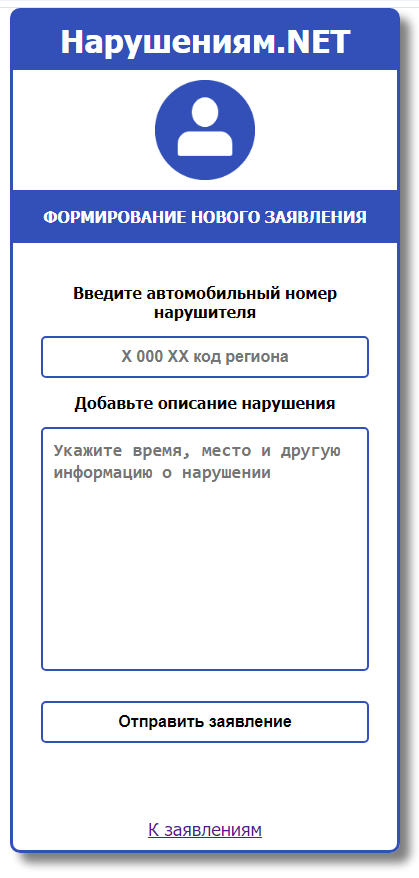 Нарушениям.NET
ФОРМИРОВАНИЕ НОВОГО ЗАЯВЛЕНИЯ
Введите автомобильный номер
нарушителя
Х 000 ХХ код региона
Добавьте описание нарушения
Укажите время, место и другую
информацию о нарушении
Отправить заявление
К заявлениям